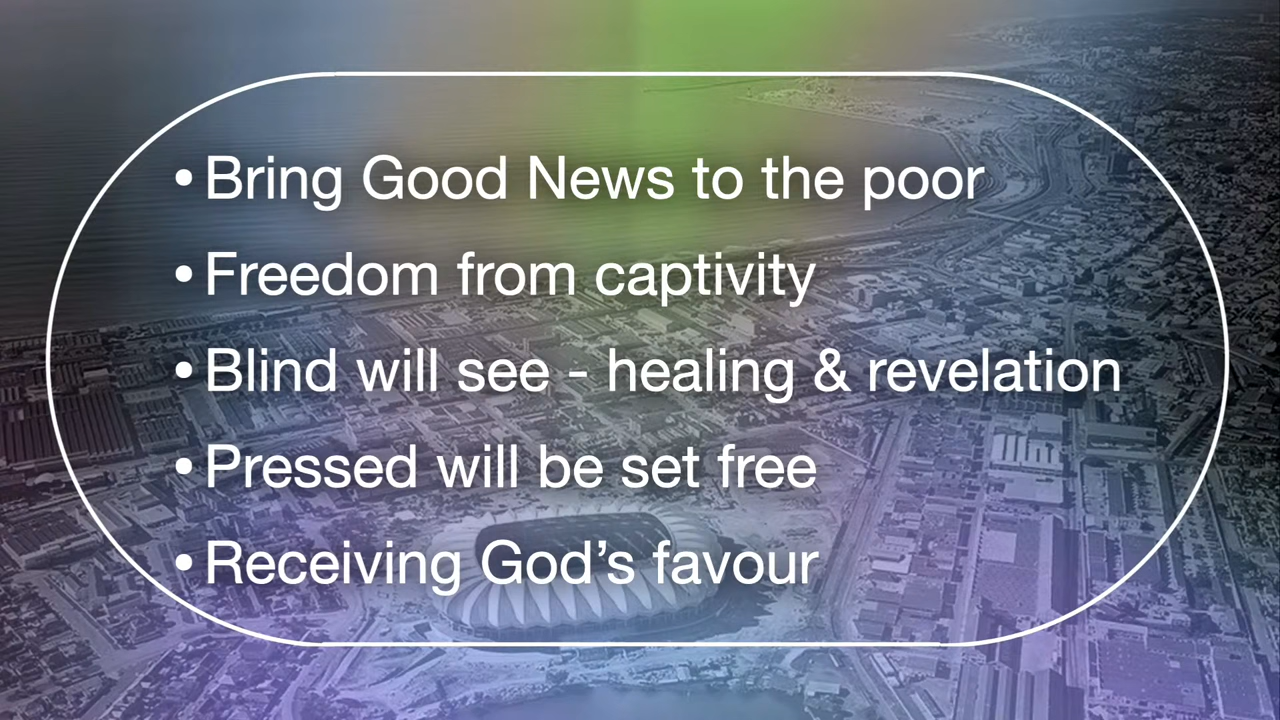 • Bring Good News to the poor
• Freedom from captivity
• Blind will see - healing & revelation
• Pressed will be set free
• Receiving God’s favour